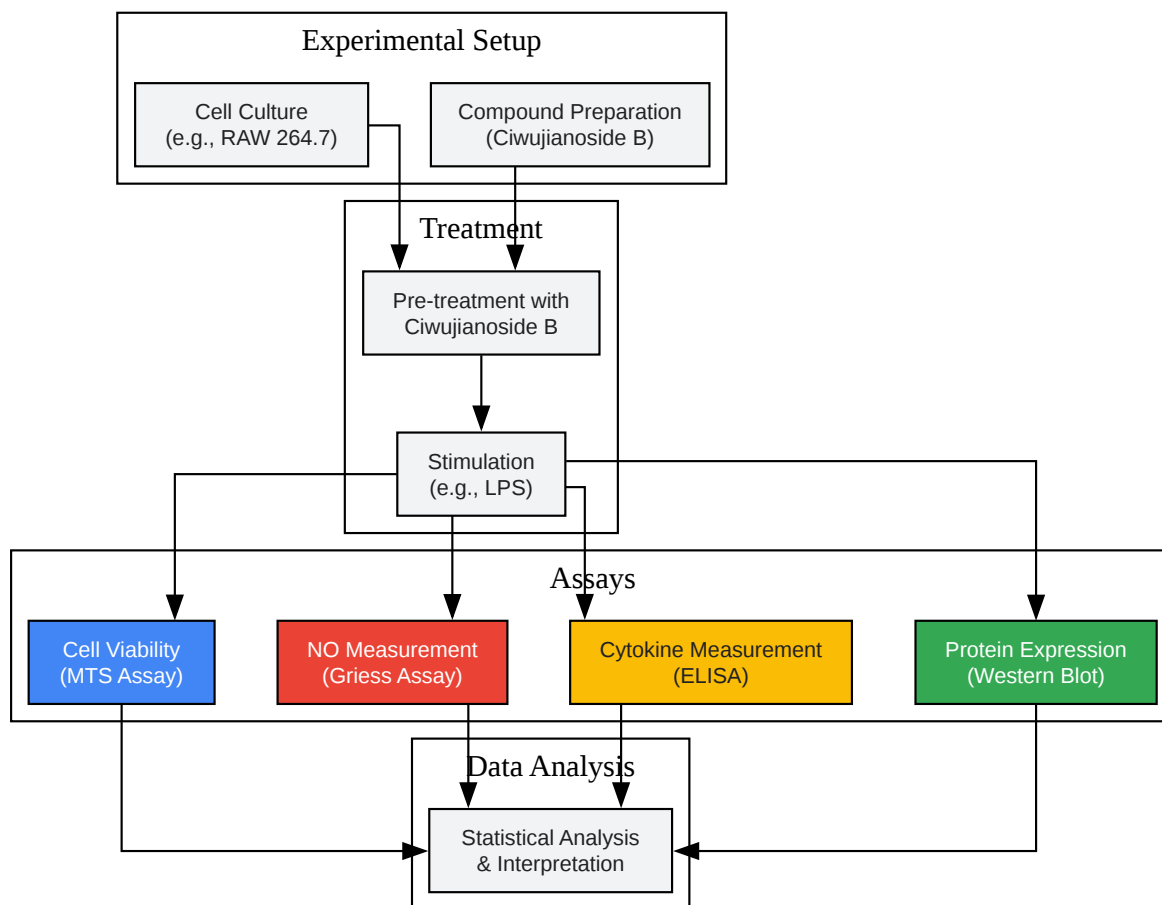 Experimental Setup
Cell Culture
(e.g., RAW 264.7)
Compound Preparation
(Ciwujianoside B)
Treatment
Pre-treatment with
Ciwujianoside B
Stimulation
(e.g., LPS)
Assays
Cell Viability
(MTS Assay)
NO Measurement
(Griess Assay)
Cytokine Measurement
(ELISA)
Protein Expression
(Western Blot)
Data Analysis
Statistical Analysis
& Interpretation